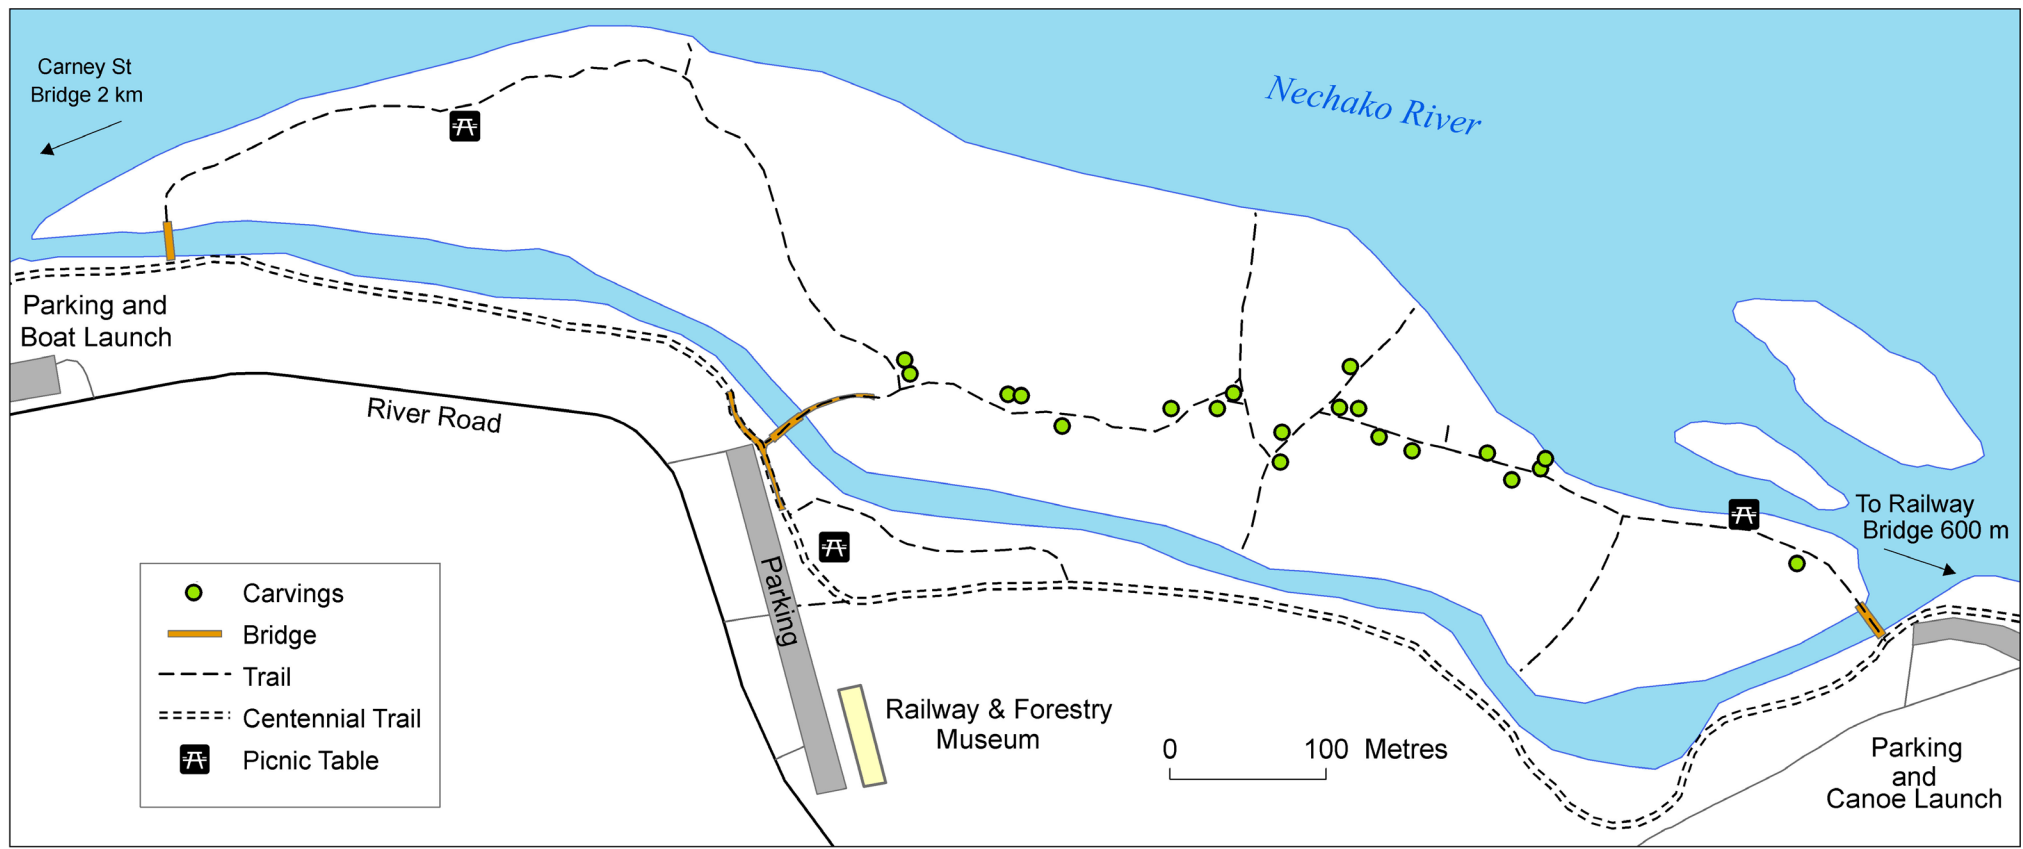 Carney St
Bridge 2 km
Nechako River
Parking and
Boat Launch
River Road
To Railway
Bridge 600 m
Parking
Carvings
Bridge
Trail
Centennial Trail
Picnic Table
Railway & Forestry
Museum
0 100 Metres
Parking
and
Canoe Launch